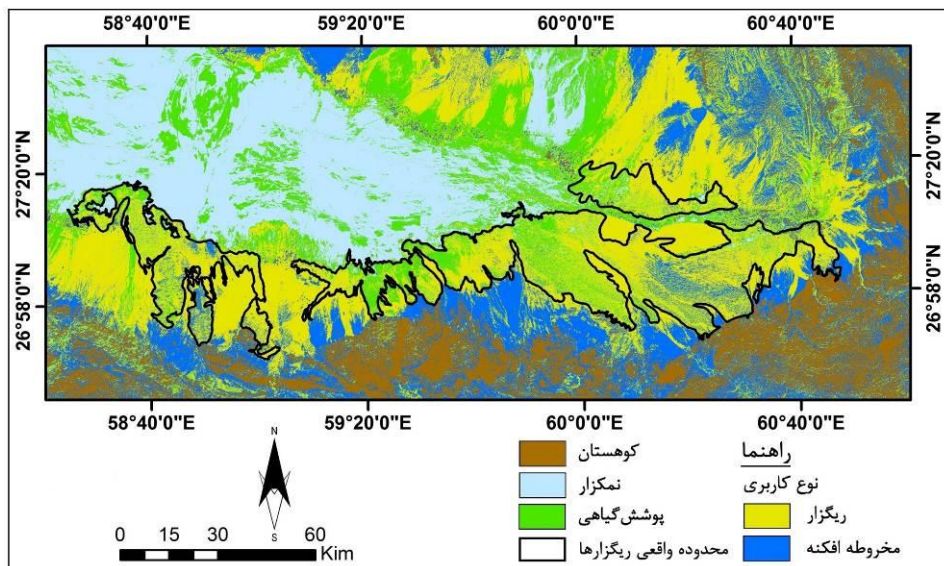 58°40'0"E 59°20'0"E 60°0'0"E 60°40'0"E
27°20'0"N 27°20'0"N
26°58'0"N 26°58'0"N
58°40'0"E 59°20'0"E 60°0'0"E 60°40'0"E
N
S
0 15 30 45 60
Kim
راهنما
نوع کاربری
ریگزار
مخروطه افکنه
کوهستان
نمکزار
پوشش‌گیاهی
محدوده واقعی ریگزارها